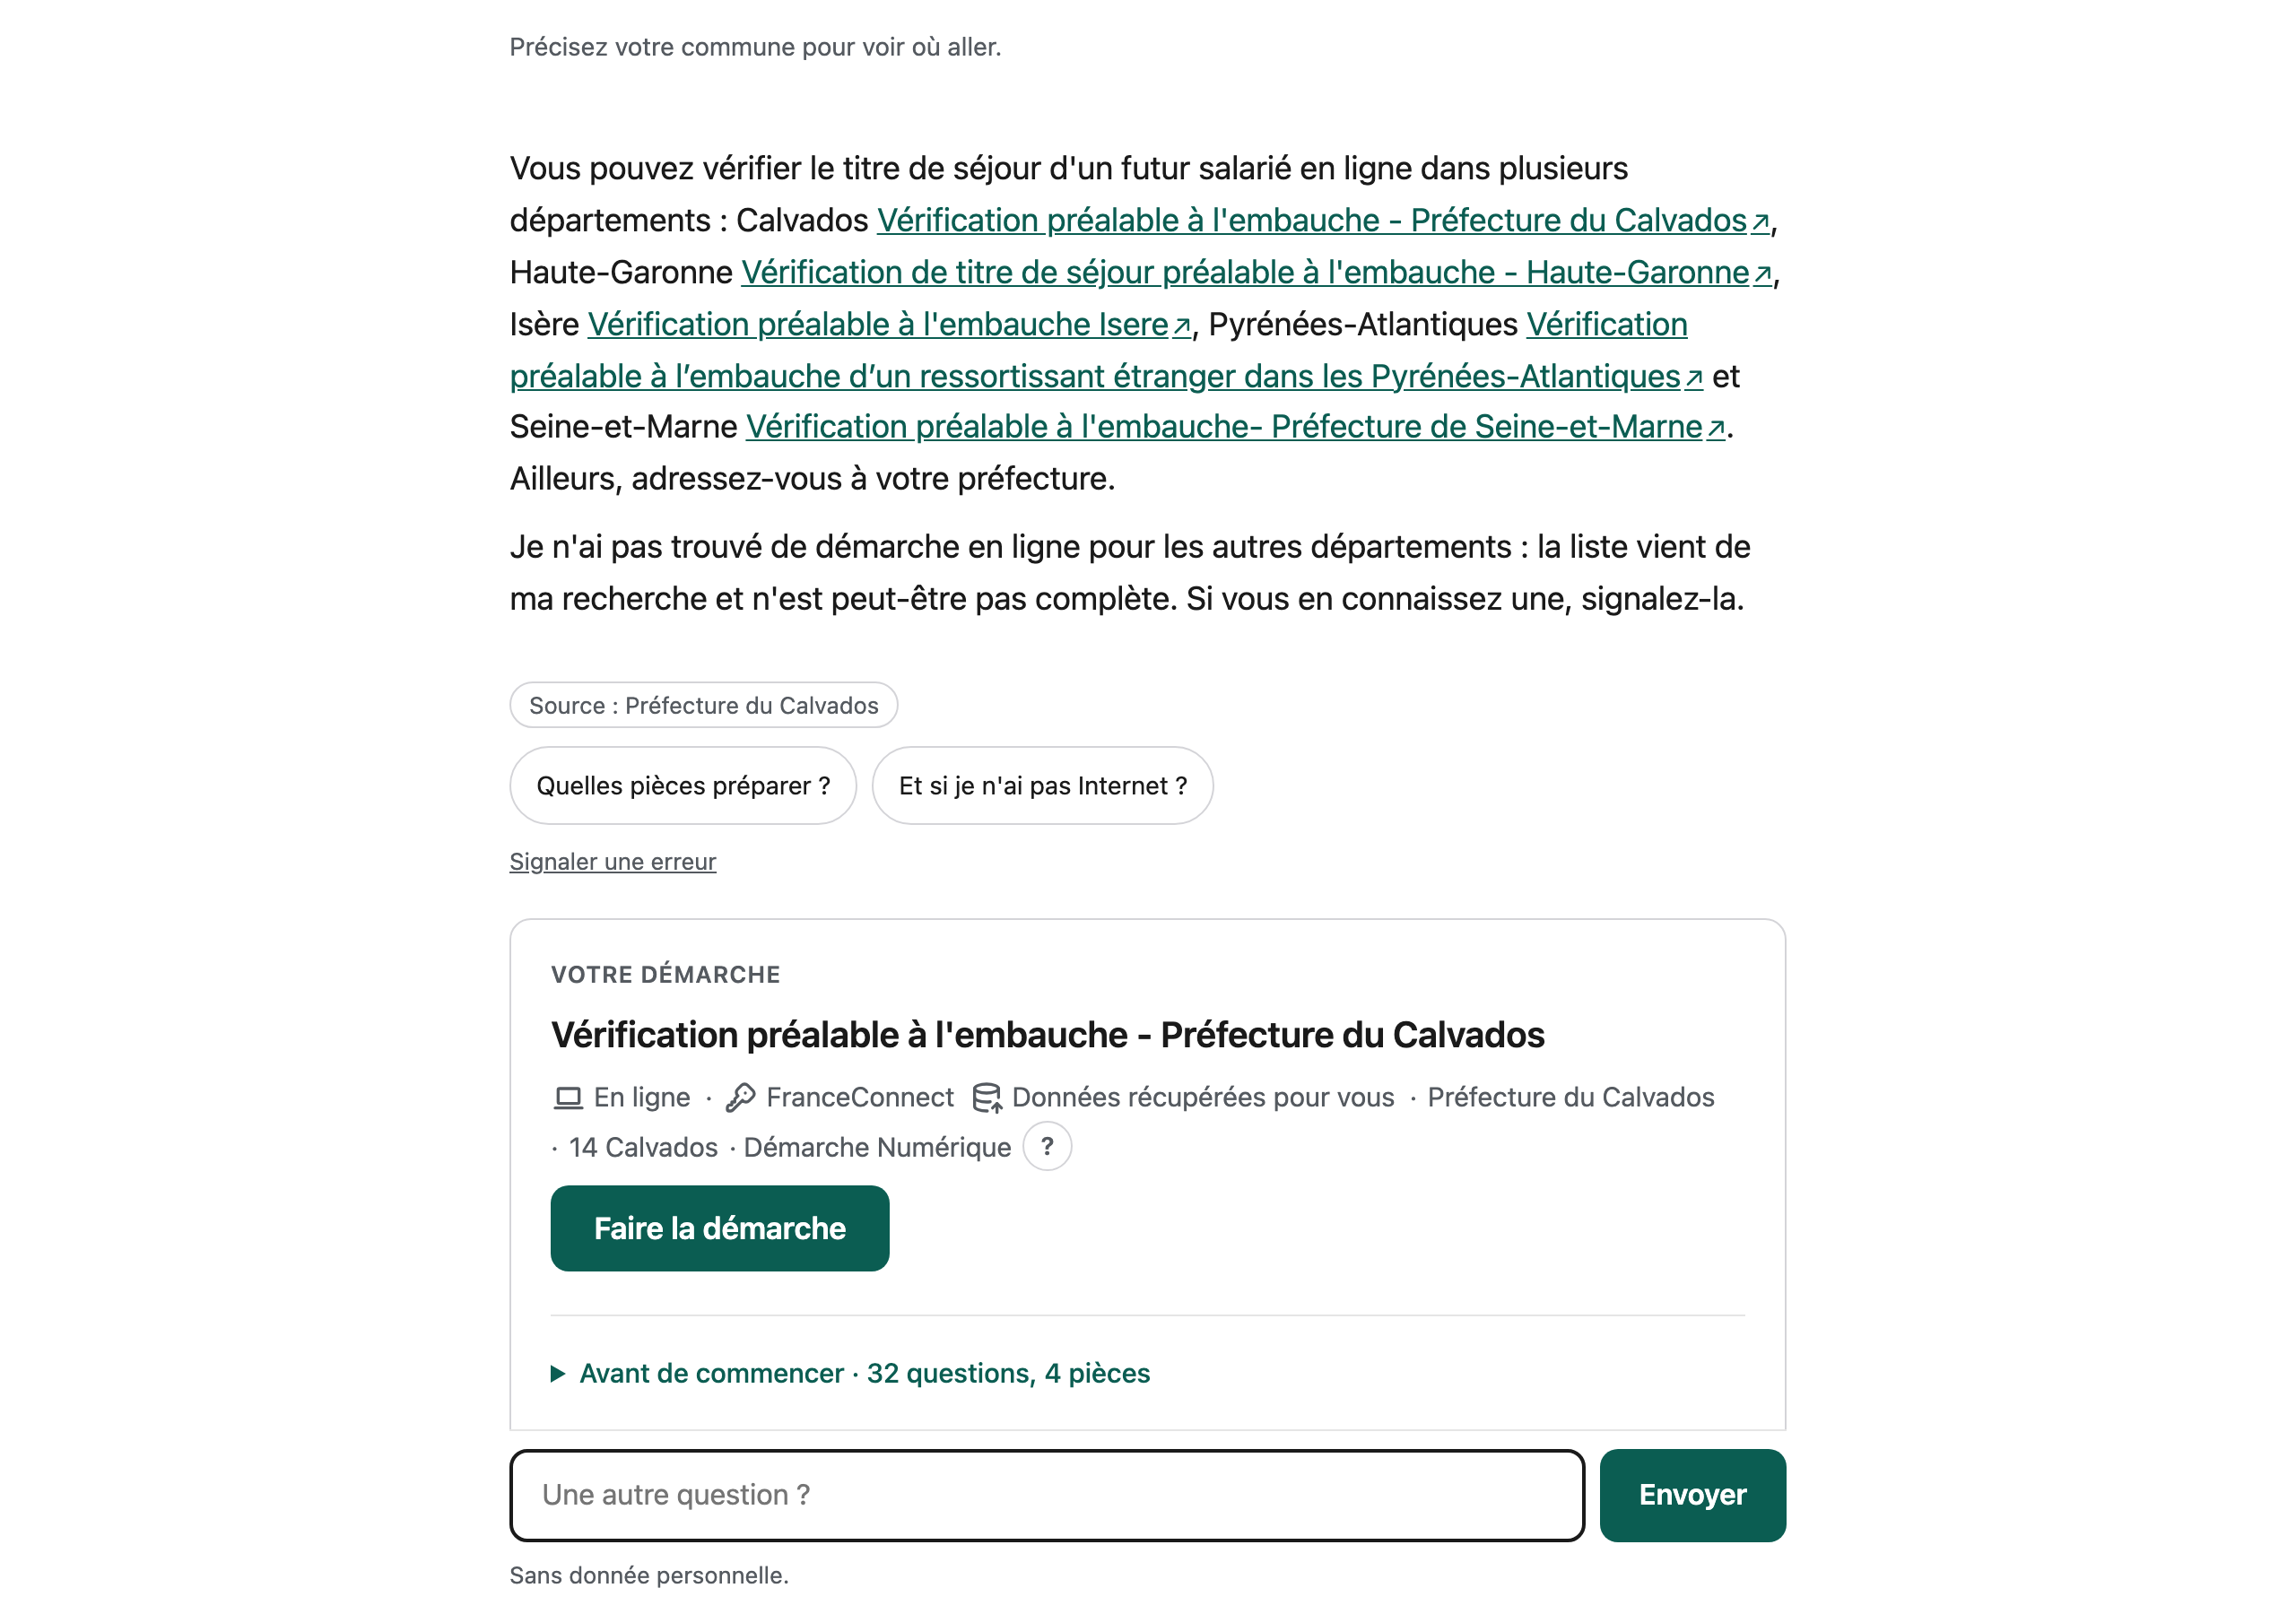 Précisez votre commune pour voir où aller.
Vous pouvez vérifier le titre de séjour d'un futur salarié en ligne dans plusieurs
départements : Calvados Vérification préalable à l'embauche - Préfecture du Calvados↗,
Haute-Garonne Vérification de titre de séjour préalable à l'embauche - Haute-Garonne↗,
Isère Vérification préalable à l'embauche Isere↗, Pyrénées-Atlantiques Vérification
préalable à l’embauche d’un ressortissant étranger dans les Pyrénées-Atlantiques↗ et
Seine-et-Marne Vérification préalable à l'embauche- Préfecture de Seine-et-Marne↗.
Ailleurs, adressez-vous à votre préfecture.
Je n'ai pas trouvé de démarche en ligne pour les autres départements : la liste vient de
ma recherche et n'est peut-être pas complète. Si vous en connaissez une, signalez-la.
Source : Préfecture du Calvados
Quelles pièces préparer ? Et si je n'ai pas Internet ?
Signaler une erreur
VOTRE DÉMARCHE
Vérification préalable à l'embauche - Préfecture du Calvados
En ligne · FranceConnect Données récupérées pour vous · Préfecture du Calvados
· 14 Calvados · Démarche Numérique ?
Faire la démarche
▶ Avant de commencer · 32 questions, 4 pièces
Une autre question ? Envoyer
Sans donnée personnelle.